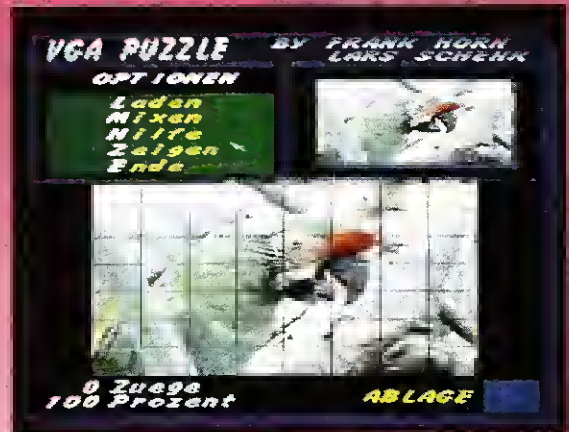 VGA PUZZLE
BY FRANK HORN
LARS SCHENK
OPTIONEN
Laden
Mixen
Hilfe
Zeigen
Ende
0 Zuege
100 Prozent
ABLAGE